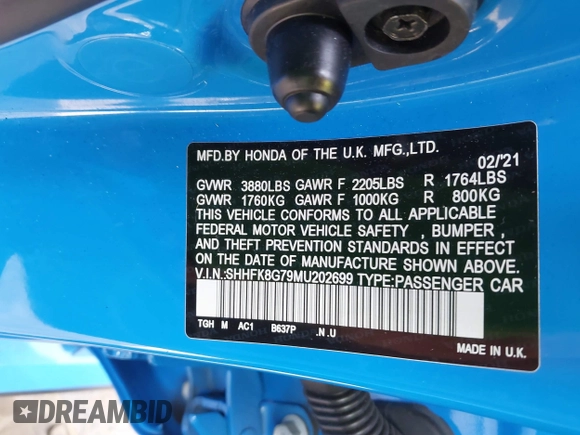 MFD.BY HONDA OF THE U.K. MFG.,LTD.
02/'21
GVWR 3880LBS GAWR F 2205LBS R 1764LBS
GVWR 1760KG GAWR F 1000KG R 800KG
THIS VEHICLE CONFORMS TO ALL APPLICABLE
FEDERAL MOTOR VEHICLE SAFETY , BUMPER ,
AND THEFT PREVENTION STANDARDS IN EFFECT
ON THE DATE OF MANUFACTURE SHOWN ABOVE.
V.I.N:SHHFK8G79MU202699 TYPE:PASSENGER CAR
TGH M AC1 B637P .N.U
MADE IN U.K.
DREAMBID